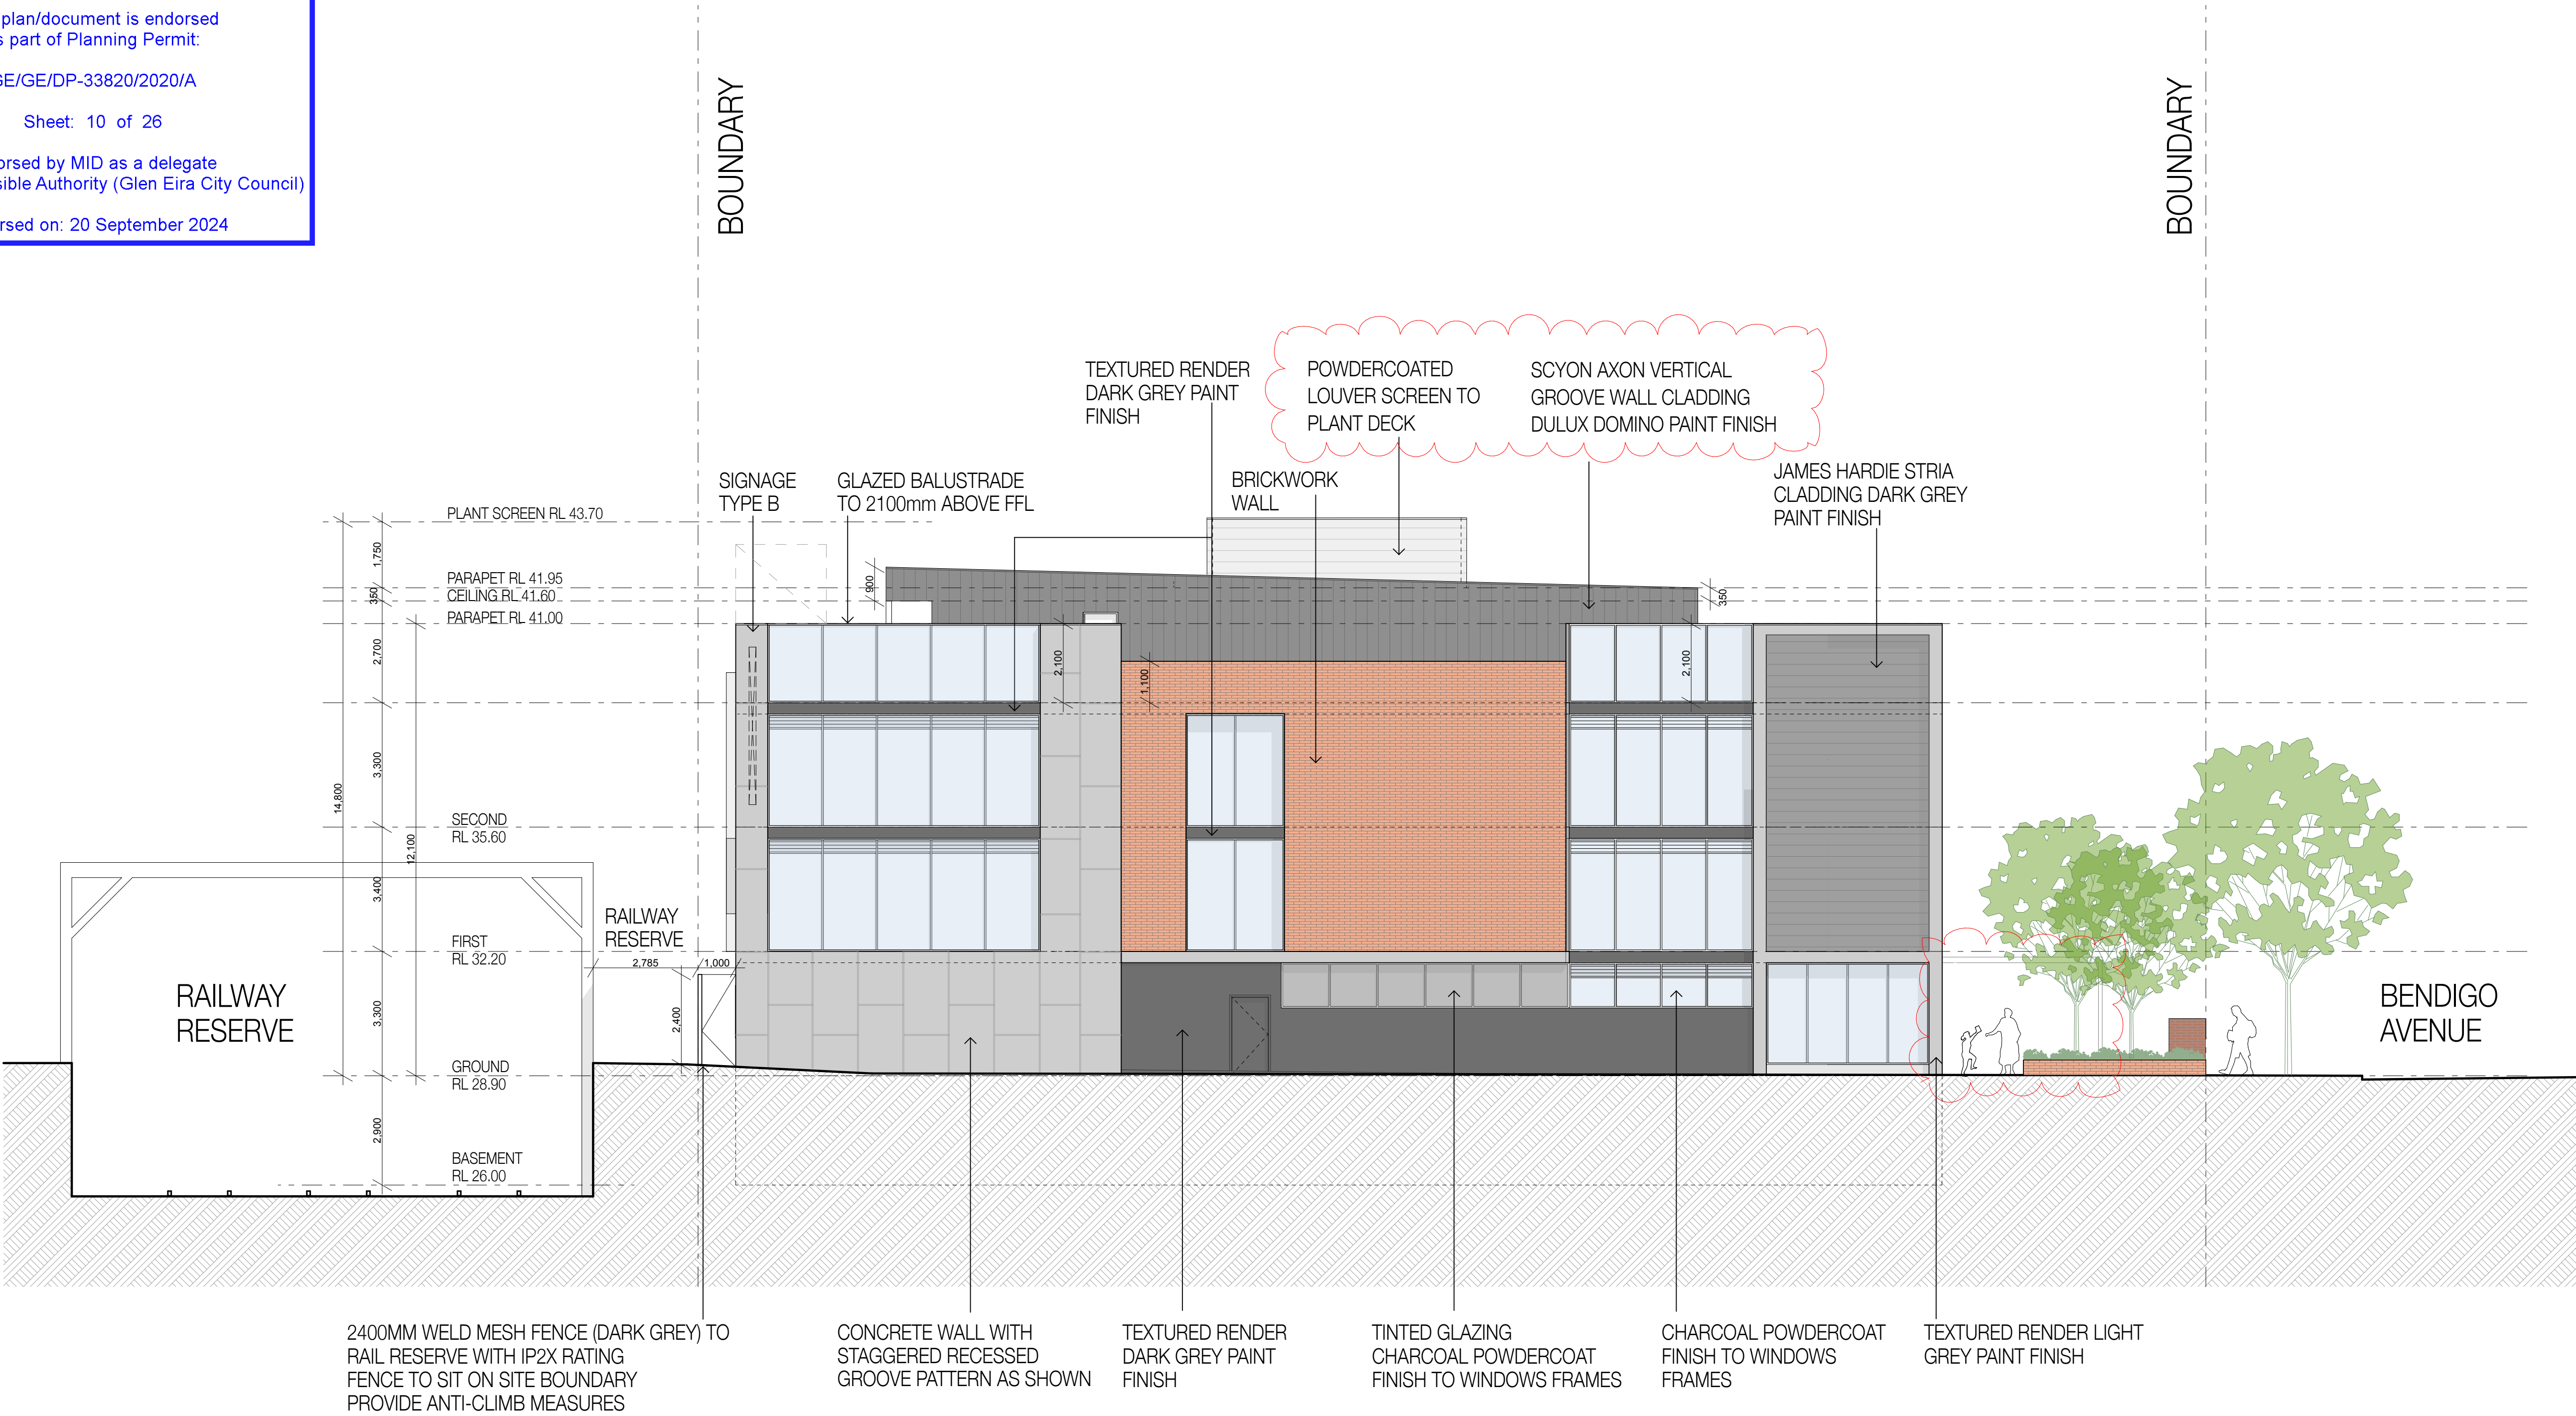 plan/document is endorsed
s part of Planning Permit:
GE/GE/DP-33820/2020/A
Sheet: 10 of 26
orsed by MID as a delegate
sible Authority (Glen Eira City Council)
rsed on: 20 September 2024
BOUNDARY
BOUNDARY
TEXTURED RENDER
DARK GREY PAINT
FINISH
POWDERCOATED
LOUVER SCREEN TO
PLANT DECK
SCYON AXON VERTICAL
GROOVE WALL CLADDING
DULUX DOMINO PAINT FINISH
SIGNAGE
TYPE B
GLAZED BALUSTRADE
TO 2100mm ABOVE FFL
BRICKWORK
WALL
JAMES HARDIE STRIA
CLADDING DARK GREY
PAINT FINISH
PLANT SCREEN RL 43.70
PARAPET RL 41.95
CEILING RL 41.60
PARAPET RL 41.00
1,750
350
2,700
3,300
3,400
3,300
2,900
14,800
12,100
900
350
2,100
1,100
2,100
SECOND
RL 35.60
FIRST
RL 32.20
GROUND
RL 28.90
BASEMENT
RL 26.00
RAILWAY
RESERVE
2,785
1,000
2,400
RAILWAY
RESERVE
BENDIGO
AVENUE
2400MM WELD MESH FENCE (DARK GREY) TO
RAIL RESERVE WITH IP2X RATING
FENCE TO SIT ON SITE BOUNDARY
PROVIDE ANTI-CLIMB MEASURES
CONCRETE WALL WITH
STAGGERED RECESSED
GROOVE PATTERN AS SHOWN
TEXTURED RENDER
DARK GREY PAINT
FINISH
TINTED GLAZING
CHARCOAL POWDERCOAT
FINISH TO WINDOWS FRAMES
CHARCOAL POWDERCOAT
FINISH TO WINDOWS
FRAMES
TEXTURED RENDER LIGHT
GREY PAINT FINISH